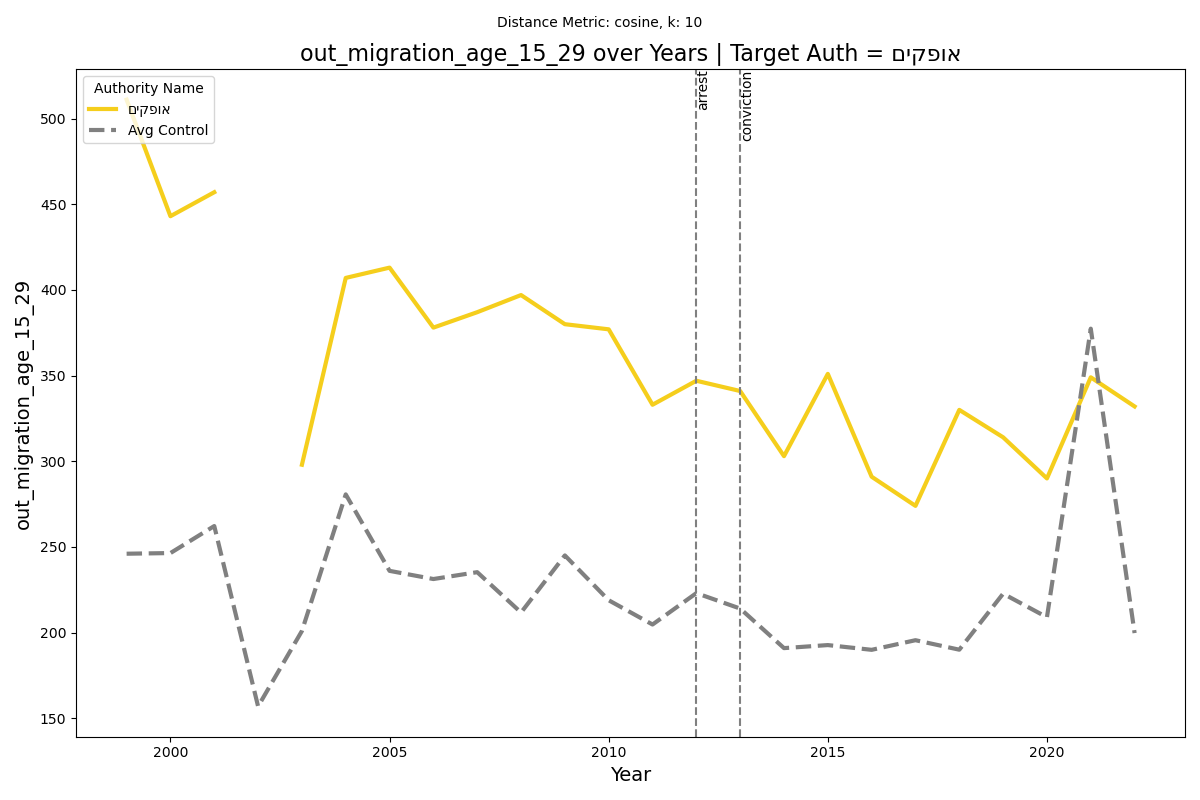 Distance Metric: cosine, k: 10
out_migration_age_15_29 over Years | Target Auth = אופקים
Authority Name
אופקים
Avg Control
arrest
conviction
out_migration_age_15_29
500
450
400
350
300
250
200
150
2000
2005
2010
2015
2020
Year